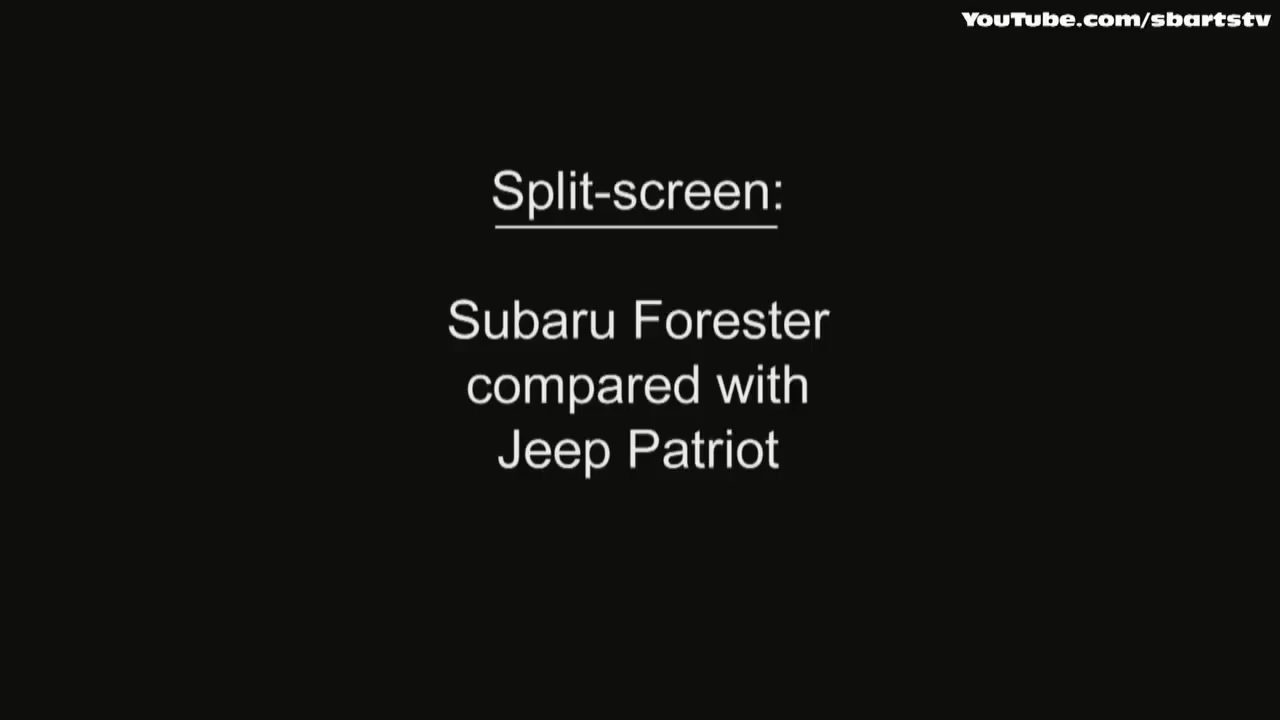 YouTube.com/sbartstv
Split-screen:
Subaru Forester
compared with
Jeep Patriot